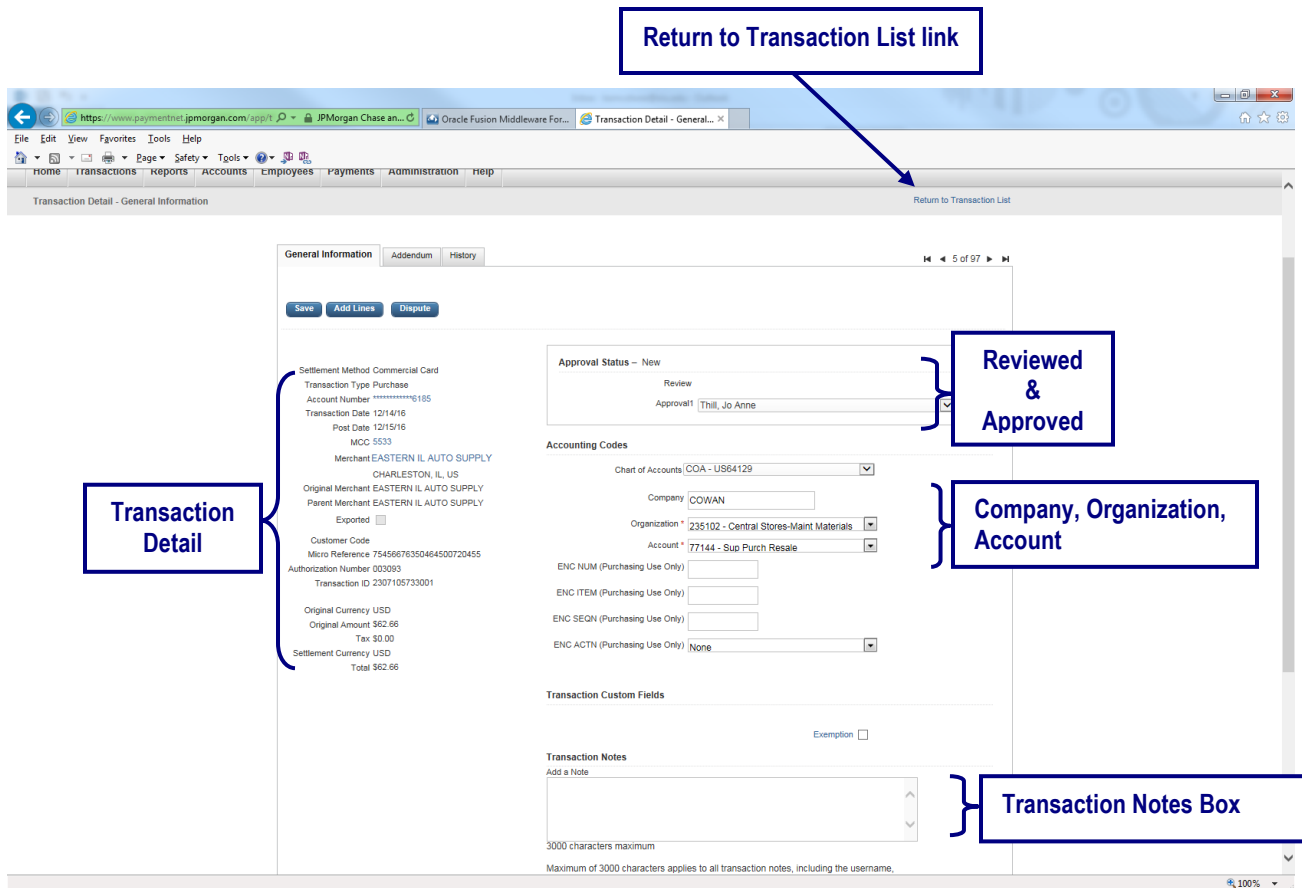 Return to Transaction List link
https://www.paymentnet.jpmorgan.com/app/t
JPMorgan Chase an...
Oracle Fusion Middleware For...
Transaction Detail - General...
File Edit View Favorites Tools Help
Page Safety Tools
Home Transactions Reports Accounts Employees Payments Administration Help
Transaction Detail - General Information
Return to Transaction List
General Information Addendum History
5 of 97
Save Add Lines Dispute
Settlement Method Commercial Card
Transaction Type Purchase
Account Number ************6185
Transaction Date 12/14/16
Post Date 12/15/16
MCC 5533
Merchant EASTERN IL AUTO SUPPLY
CHARLESTON, IL, US
Original Merchant EASTERN IL AUTO SUPPLY
Parent Merchant EASTERN IL AUTO SUPPLY
Exported
Customer Code
Micro Reference 75456676350464500720455
Authorization Number 003093
Transaction ID 2307105733001
Original Currency USD
Original Amount $62.66
Tax $0.00
Settlement Currency USD
Total $62.66
Transaction
Detail
Approval Status – New
Review
Approval1 Thill, Jo Anne
Reviewed
&
Approved
Accounting Codes
Chart of Accounts COA - US64129
Company COWAN
Organization * 235102 - Central Stores-Maint Materials
Account * 77144 - Sup Purch Resale
ENC NUM (Purchasing Use Only)
ENC ITEM (Purchasing Use Only)
ENC SEQN (Purchasing Use Only)
ENC ACTN (Purchasing Use Only) None
Company, Organization,
Account
Transaction Custom Fields
Exemption
Transaction Notes
Add a Note
3000 characters maximum
Maximum of 3000 characters applies to all transaction notes, including the username,
Transaction Notes Box
100%